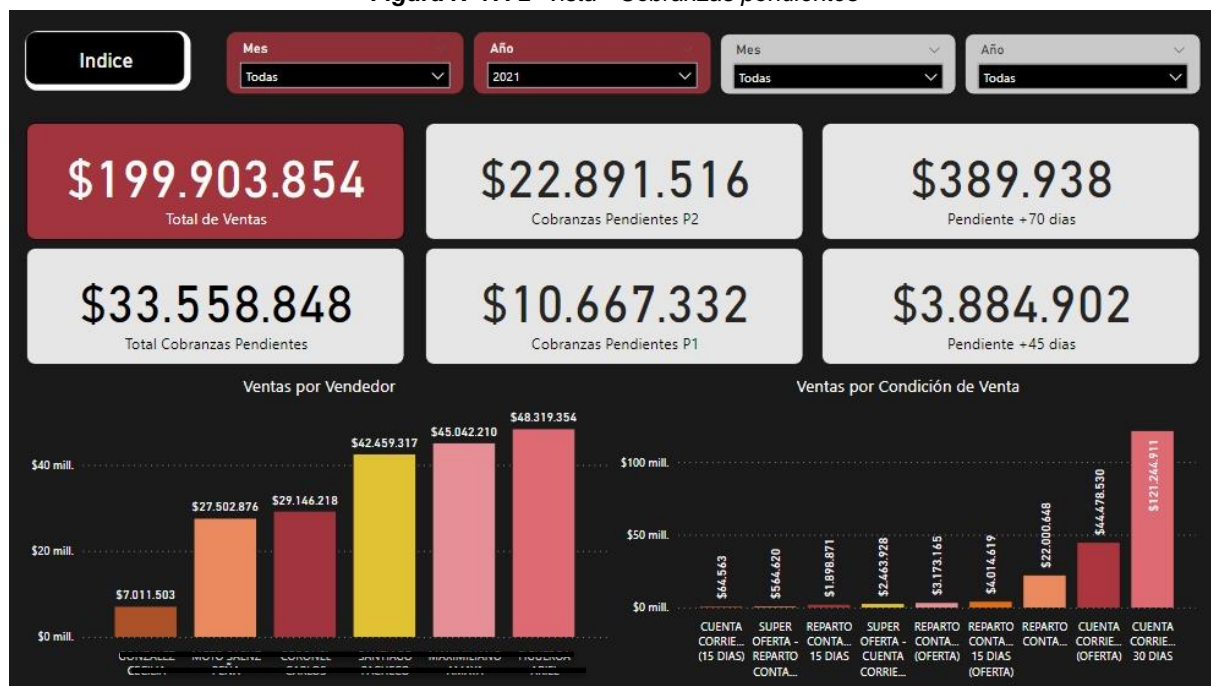 Indice
Mes
Todas
Año
2021
Mes
Todas
Año
Todas
$199.903.854
Total de Ventas
$22.891.516
Cobranzas Pendientes P2
$389.938
Pendiente +70 dias
$33.558.848
Total Cobranzas Pendientes
$10.667.332
Cobranzas Pendientes P1
$3.884.902
Pendiente +45 dias
Ventas por Vendedor
$40 mill.
$20 mill.
$0 mill.
$7.011.503
$27.502.876
$29.146.218
$42.459.317
$45.042.210
$48.319.354
Ventas por Condición de Venta
$100 mill.
$50 mill.
$0 mill.
$64.563
$564.620
$1.898.871
$2.463.928
$3.173.165
$4.014.619
$22.000.648
$44.478.530
$121.244.911
CUENTA
CORRIE...
(15 DIAS)
SUPER
OFERTA -
REPARTO
CONTA...
REPARTO
CONTA...
15 DIAS
SUPER
OFERTA -
CUENTA
CORRIE...
REPARTO
CONTA...
(OFERTA)
REPARTO
CONTA...
15 DIAS
(OFERTA)
REPARTO
CONTA...
CUENTA
CORRIE...
(OFERTA)
CUENTA
CORRIE...
30 DIAS